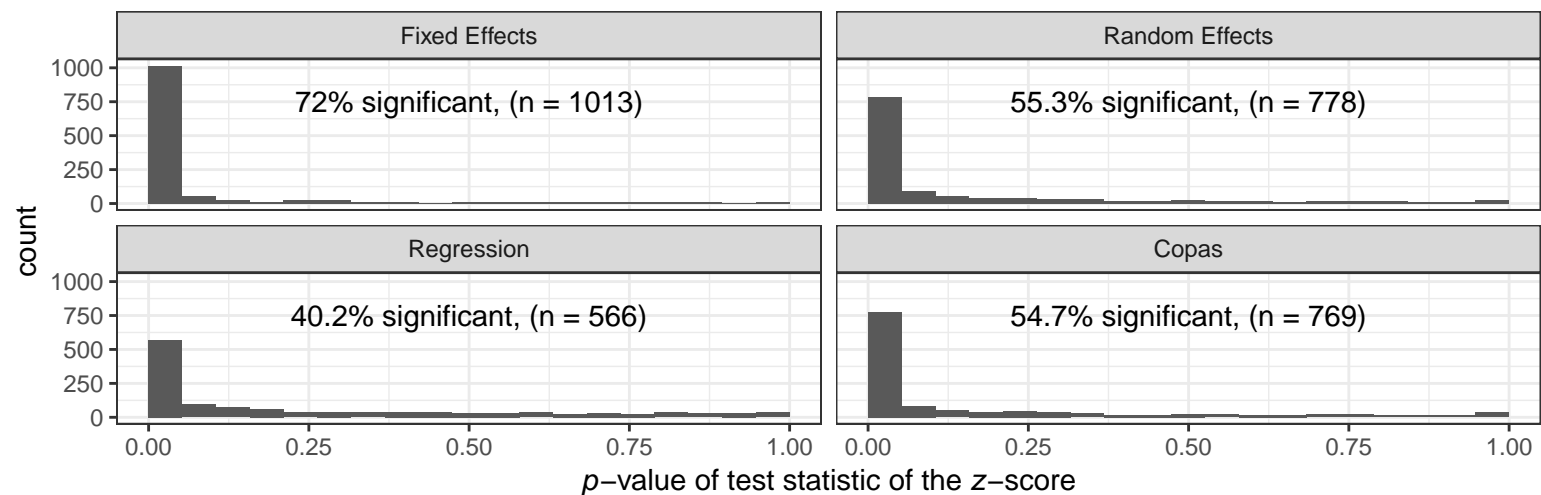 Fixed Effects
Random Effects
1000
750
500
250
0
72% significant, (n = 1013)
55.3% significant, (n = 778)
count
Regression
Copas
1000
750
500
250
0
40.2% significant, (n = 566)
54.7% significant, (n = 769)
0.00 0.25 0.50 0.75 1.00
0.00 0.25 0.50 0.75 1.00
p−value of test statistic of the z−score